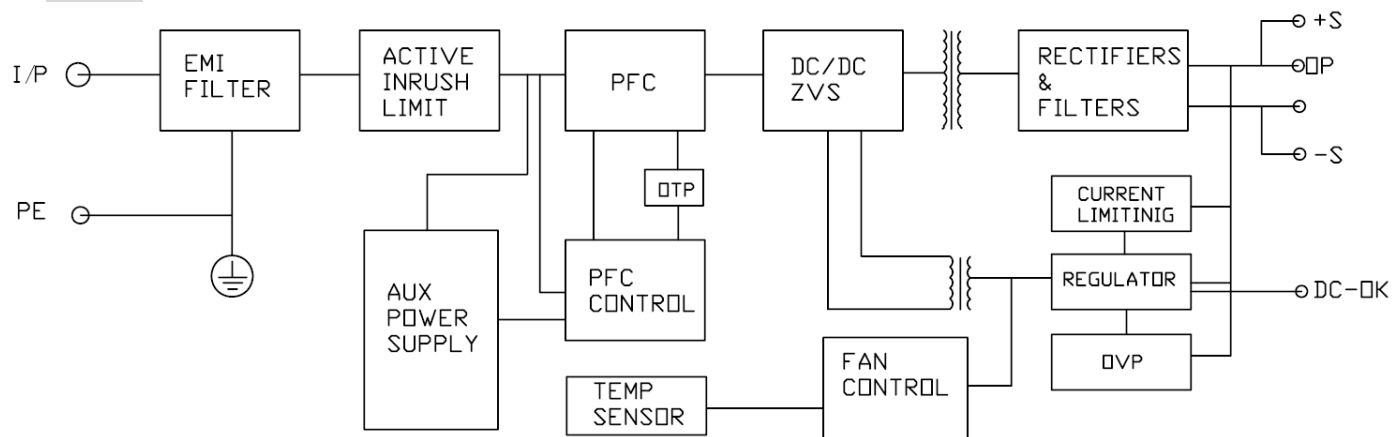 +S
I/P
EMI
FILTER
ACTIVE
INRUSH
LIMIT
PFC
DC/DC
ZVS
RECTIFIERS
&
FILTERS
OP
-S
OTP
PE
CURRENT
LIMITINIG
AUX
POWER
SUPPLY
PFC
CONTROL
REGULATOR
DC-OK
OVP
FAN
CONTROL
TEMP
SENSOR